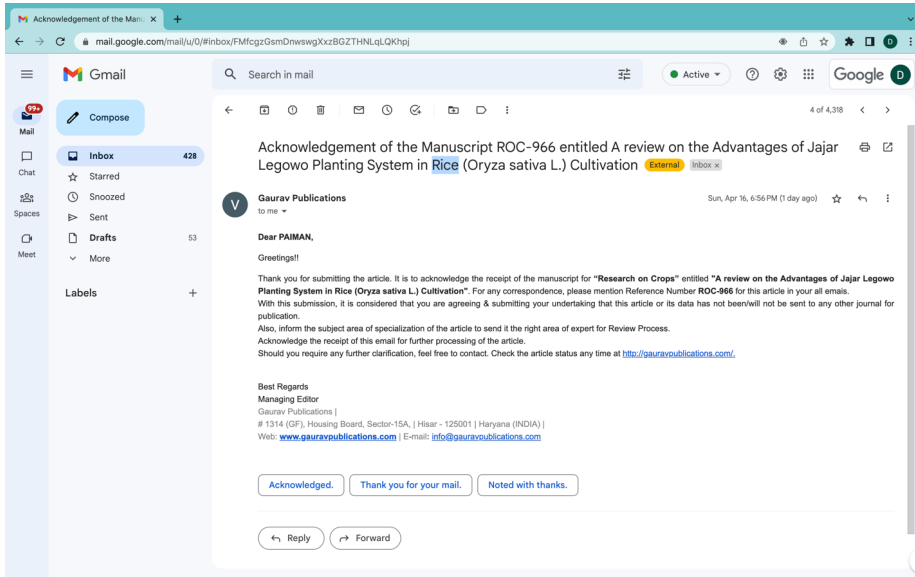 Acknowledgement of the Manu
mail.google.com/mail/u/0/#inbox/FMfcgzGsmDnwswgXxzBGZTHNLqLQKhpj
Gmail
Search in mail
Active
Google D
99+
Mail
Chat
Spaces
Meet
Compose
Inbox 428
Starred
Snoozed
Sent
Drafts 53
More
Labels +
4 of 4,318
Acknowledgement of the Manuscript ROC-966 entitled A review on the Advantages of Jajar
Legowo Planting System in Rice (Oryza sativa L.) Cultivation External Inbox x
V
Gaurav Publications Sun, Apr 16, 6:56 PM (1 day ago)
to me
Dear PAIMAN,
Greetings!!
Thank you for submitting the article. It is to acknowledge the receipt of the manuscript for “Research on Crops” entitled "A review on the Advantages of Jajar Legowo
Planting System in Rice (Oryza sativa L.) Cultivation". For any correspondence, please mention Reference Number ROC-966 for this article in your all emais.
With this submission, it is considered that you are agreeing & submitting your undertaking that this article or its data has not been/will not be sent to any other journal for
publication.
Also, inform the subject area of specialization of the article to send it the right area of expert for Review Process.
Acknowledge the receipt of this email for further processing of the article.
Should you require any further clarification, feel free to contact. Check the article status any time at http://gauravpublications.com/.
Best Regards
Managing Editor
Gaurav Publications |
# 1314 (GF), Housing Board, Sector-15A, | Hisar - 125001 | Haryana (INDIA) |
Web: www.gauravpublications.com | E-mail: info@gauravpublications.com
Acknowledged. Thank you for your mail. Noted with thanks.
Reply Forward